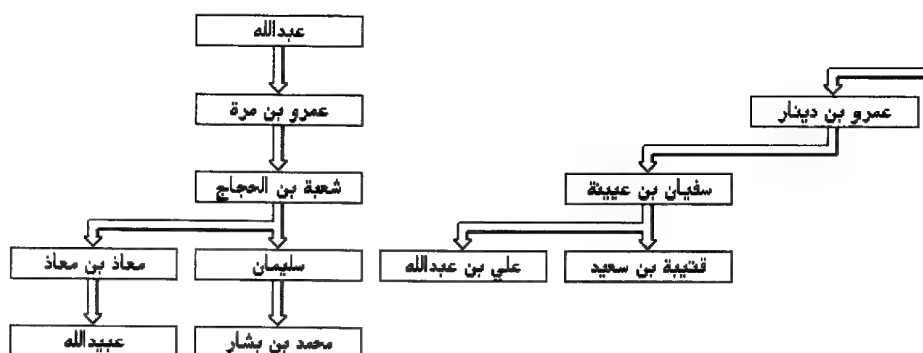 عبدالله
عمرو بن مرة
عمرو بن دينار
شعبة بن الحجاج
سفيان بن عيينة
قتيبة بن سعيد
علي بن عبدالله
سليمان
معاذ بن معاذ
محمد بن بشار
عبيدالله